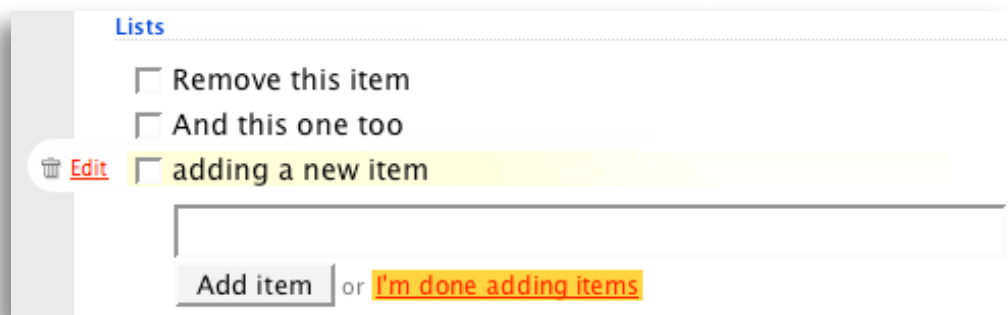 Lists
Remove this item
And this one too
Edit adding a new item
Add item or I'm done adding items